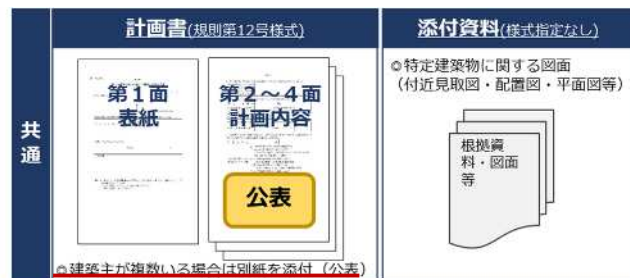 計画書(規則第12号様式)
添付資料(様式指定なし)
共通
第1面
表紙
第2～4面
計画内容
公表
◎建築主が複数いる場合は別紙を添付(公表)
◎特定建築物に関する図面
(付近見取図・配置図・平面図等)
根拠資
料・図面
等